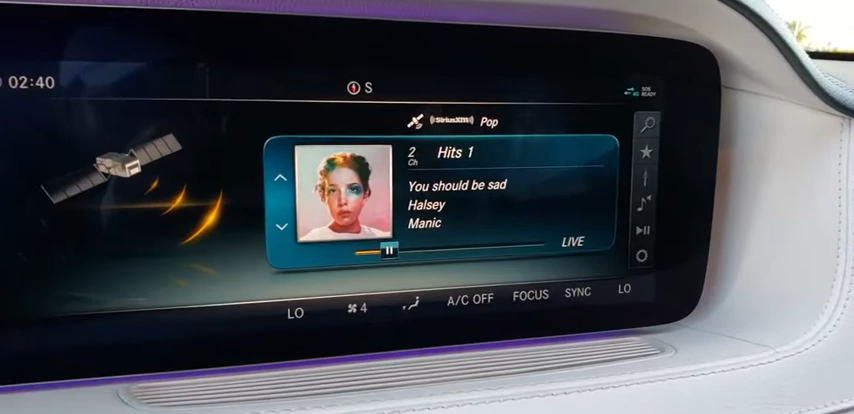 02:40
S
4G SOS READY
((SiriusXM)) Pop
2 Ch Hits 1
You should be sad
Halsey
Manic
LIVE
LO 4 A/C OFF FOCUS SYNC LO